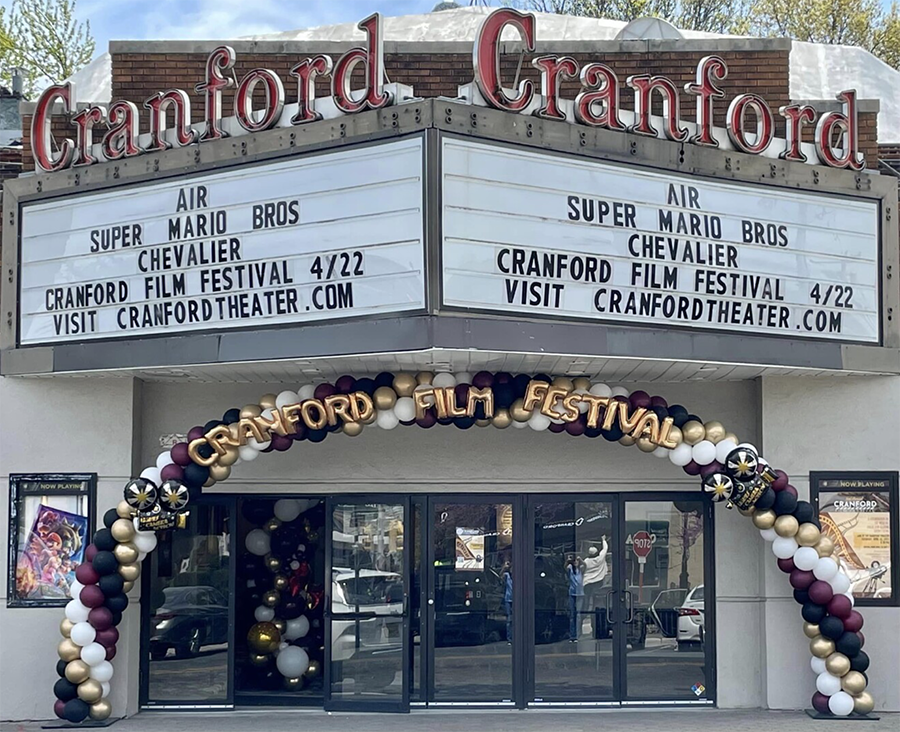 Cranford Cranford
AIR
SUPER MARIO BROS
CHEVALIER
CRANFORD FILM FESTIVAL 4/22
VISIT CRANFORDTHEATER.COM
AIR
SUPER MARIO BROS
CHEVALIER
CRANFORD FILM FESTIVAL 4/22
VISIT CRANFORDTHEATER.COM
CRANFORD FILM FESTIVAL
NOW PLAYING
NOW PLAYING
CRANFORD
STOP